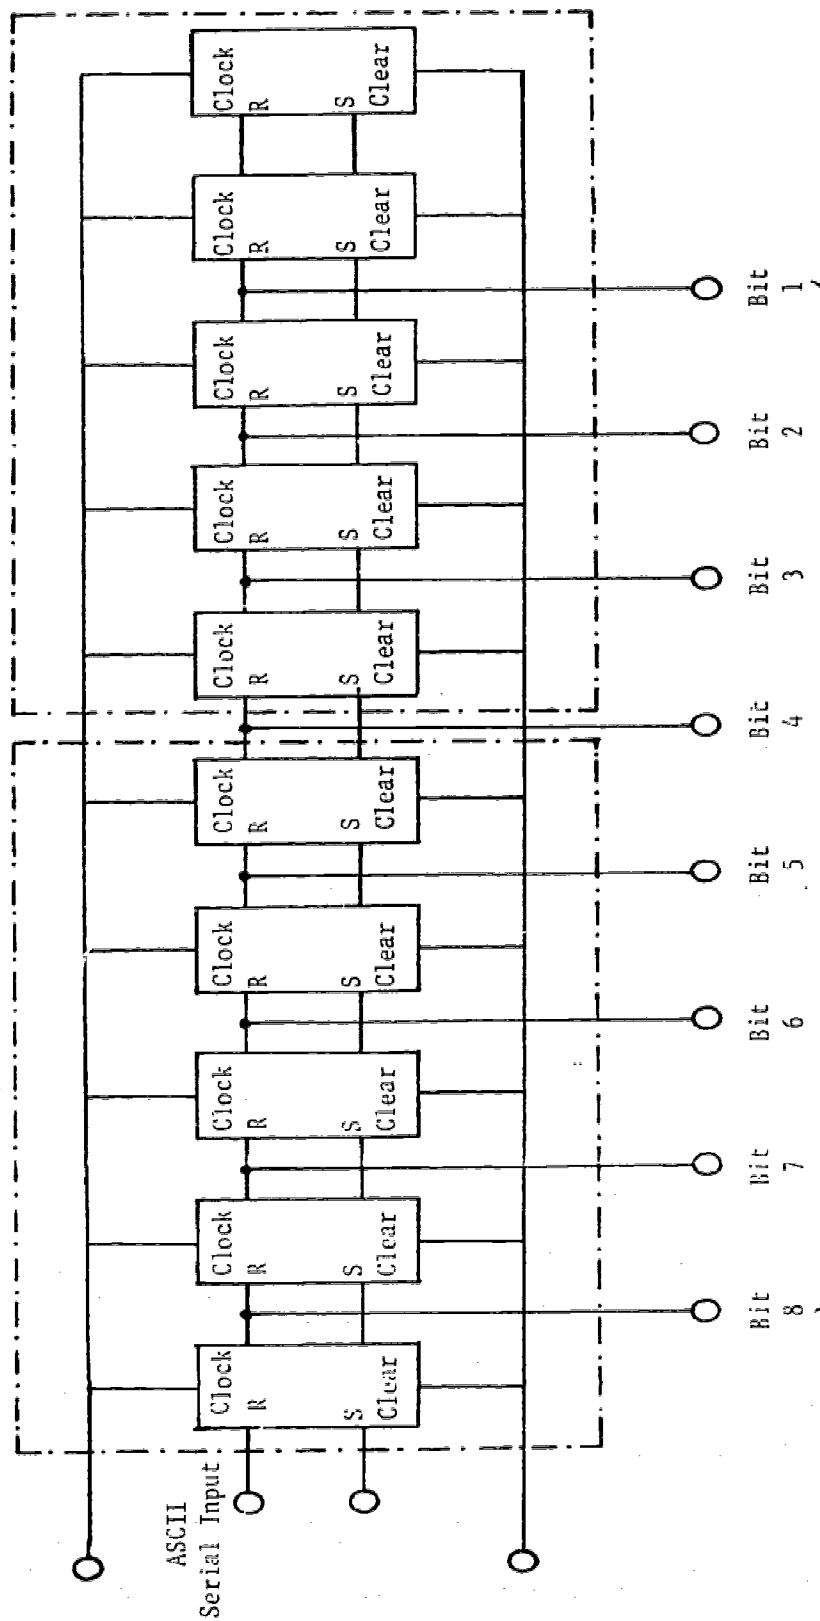 ASCII
Serial Input
Clock
R
S
Clear
Clock
R
S
Clear
Clock
R
S
Clear
Clock
R
S
Clear
Clock
R
S
Clear
Clock
R
S
Clear
Clock
R
S
Clear
Clock
R
S
Clear
Clock
R
S
Clear
Clock
R
S
Clear
Bit
8
Bit
7
Bit
6
Bit
5
Bit
4
Bit
3
Bit
2
Bit
1